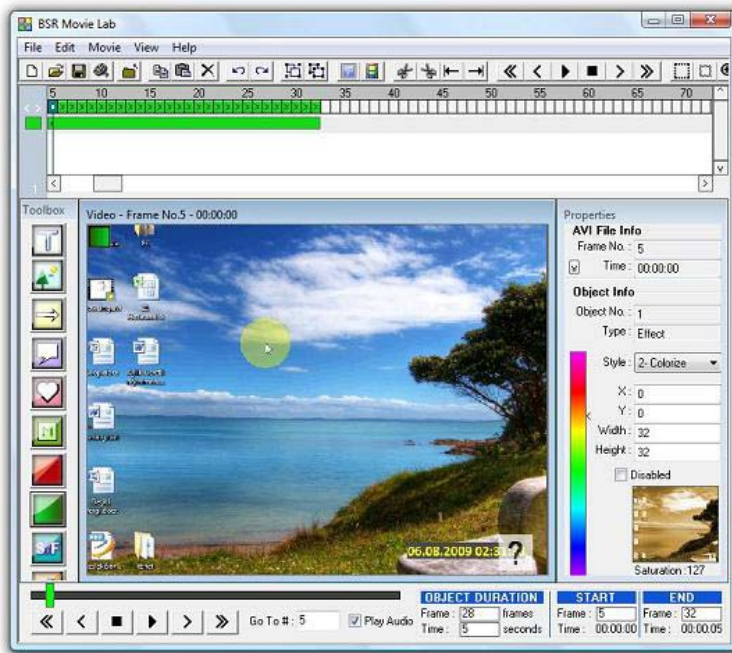 BSR Movie Lab
File Edit Movie View Help
5 10 15 20 25 30 35 40 45 50 55 60 65 70
1
Toolbox
Video - Frame No.5 - 00:00:00
Properties
AVI File Info
Frame No. : 5
v Time : 00:00:00
Object Info
Object No. : 1
Type : Effect
Style : 2- Colorize
X : 0
Y : 0
Width : 32
Height : 32
Disabled
Saturation :127
06.08.2009 02:31
?
Go To # : 5
Play Audio
OBJECT DURATION
Frame : 28 frames
Time : 5 seconds
START
Frame : 5
Time : 00:00:00
END
Frame : 32
Time : 00:00:05